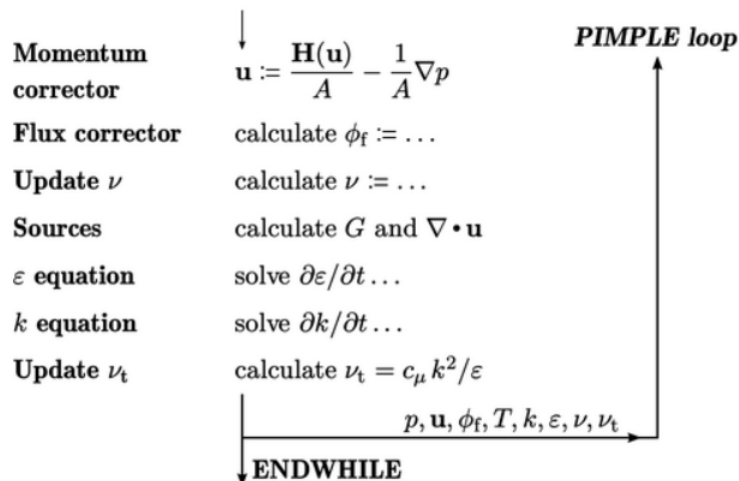 PIMPLE loop
Momentum corrector u := H(u)/A − 1/A ∇p
Flux corrector calculate ϕf := …
Update ν calculate ν := …
Sources calculate G and ∇ • u
ε equation solve ∂ε/∂t …
k equation solve ∂k/∂t …
Update νt calculate νt = cμ k²/ε
p, u, ϕf, T, k, ε, ν, νt
ENDWHILE